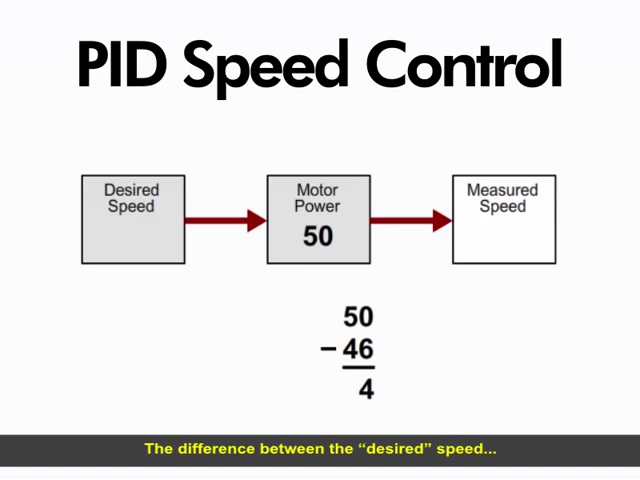 PID Speed Control
Desired
Speed
Motor
Power
50
Measured
Speed
50
− 46
4
The difference between the “desired” speed...